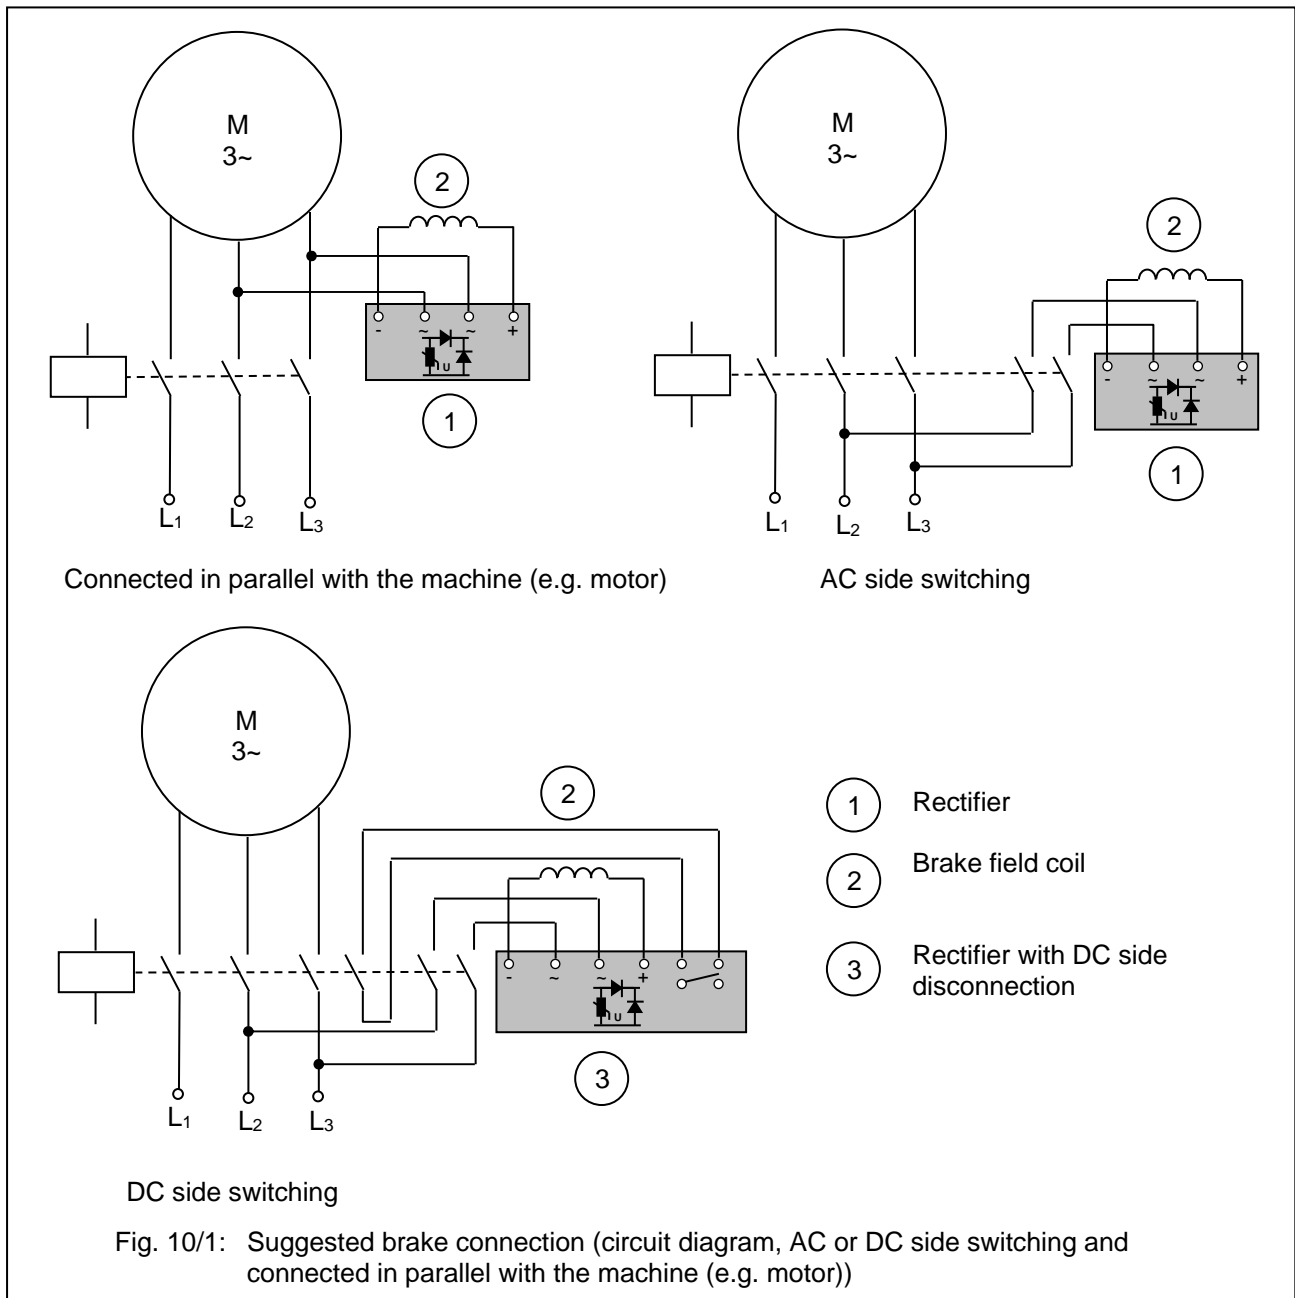 M
3~
2
- ~ ~ +
U
1
L1 L2 L3
Connected in parallel with the machine (e.g. motor)
M
3~
2
- ~ ~ +
U
1
L1 L2 L3
AC side switching
M
3~
2
- ~ ~ +
U
3
L1 L2 L3
DC side switching
1 Rectifier
2 Brake field coil
3 Rectifier with DC side
disconnection
Fig. 10/1: Suggested brake connection (circuit diagram, AC or DC side switching and
connected in parallel with the machine (e.g. motor))